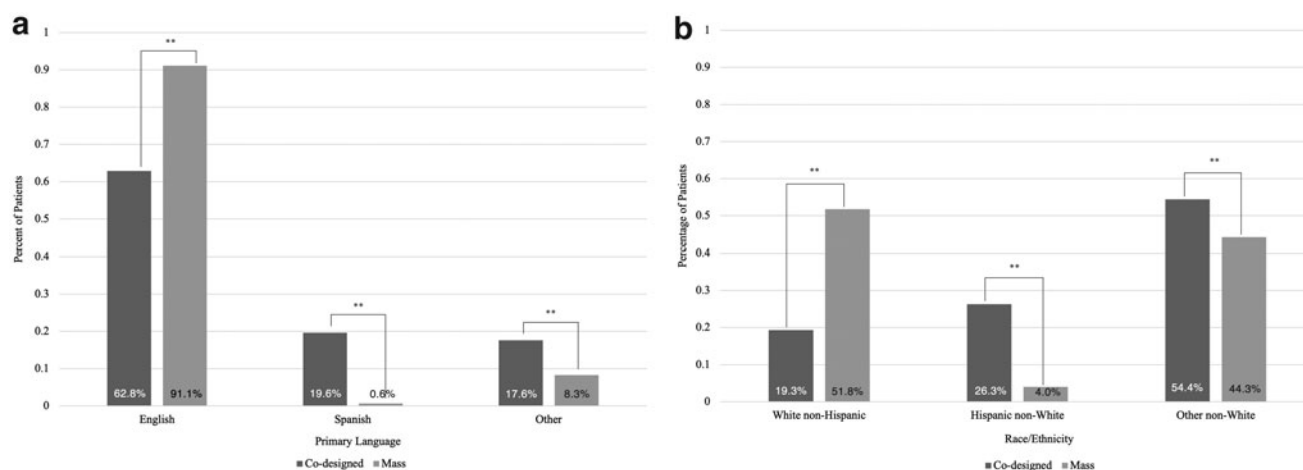 a
1
0.9
0.8
0.7
0.6
0.5
0.4
0.3
0.2
0.1
0
Percent of Patients
**
**
**
62.8%
91.1%
19.6%
0.6%
17.6%
8.3%
English
Spanish
Other
Primary Language
Co-designed
Mass
b
1
0.9
0.8
0.7
0.6
0.5
0.4
0.3
0.2
0.1
0
Percentage of Patients
**
**
**
19.3%
51.8%
26.3%
4.0%
54.4%
44.3%
White non-Hispanic
Hispanic non-White
Other non-White
Race/Ethnicity
Co-designed
Mass